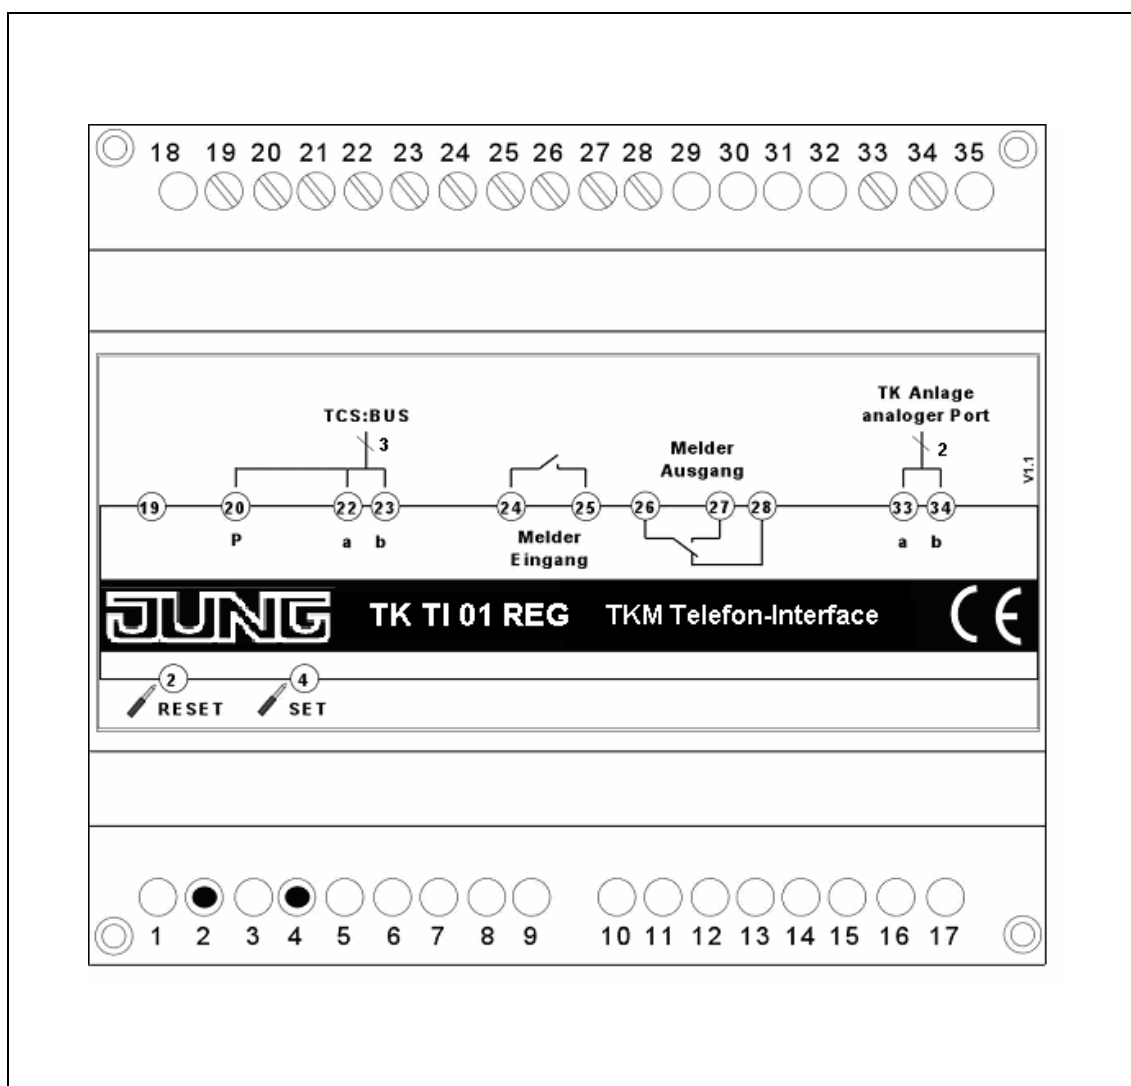 18 19 20 21 22 23 24 25 26 27 28 29 30 31 32 33 34 35
TCS:BUS
3
Melder
Ausgang
TK Anlage
analoger Port
2
V1.1
19 20 22 23 24 25 26 27 28 33 34
P a b
Melder
Eingang
a b
JUNG TK TI 01 REG TKM Telefon-Interface CE
2 4
RESET SET
1 2 3 4 5 6 7 8 9 10 11 12 13 14 15 16 17